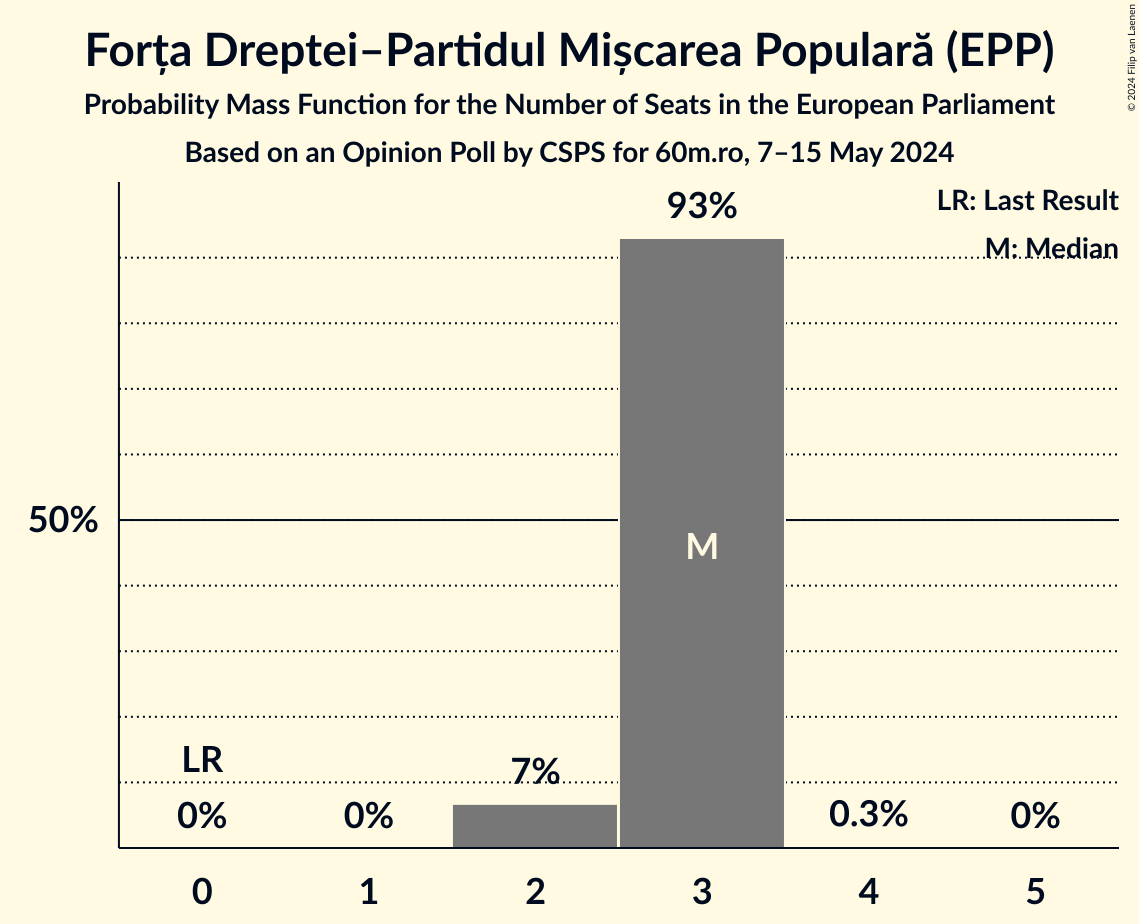 Forța Dreptei–Partidul Mișcarea Populară (EPP)
Probability Mass Function for the Number of Seats in the European Parliament
Based on an Opinion Poll by CSPS for 60m.ro, 7–15 May 2024
© 2024 Filip van Laenen
LR: Last Result
M: Median
93%
50%
M
LR
7%
0%
0%
0.3%
0%
0
1
2
3
4
5